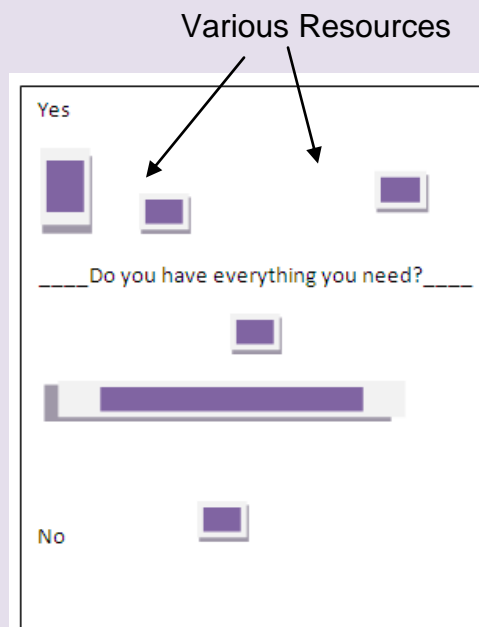 Various Resources
Yes
____Do you have everything you need?____
No